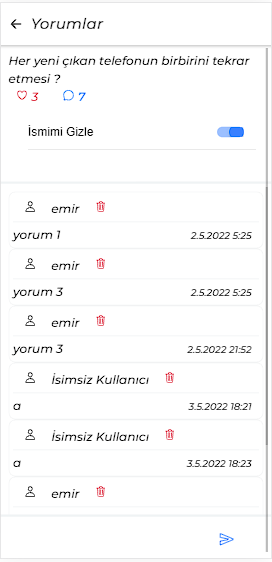 Yorumlar
Her yeni çıkan telefonun birbirini tekrar
etmesi ?
3 7
İsmimi Gizle
emir
yorum 1 2.5.2022 5:25
emir
yorum 3 2.5.2022 5:25
emir
yorum 3 2.5.2022 21:52
İsimsiz Kullanıcı
a 3.5.2022 18:21
İsimsiz Kullanıcı
a 3.5.2022 18:23
emir